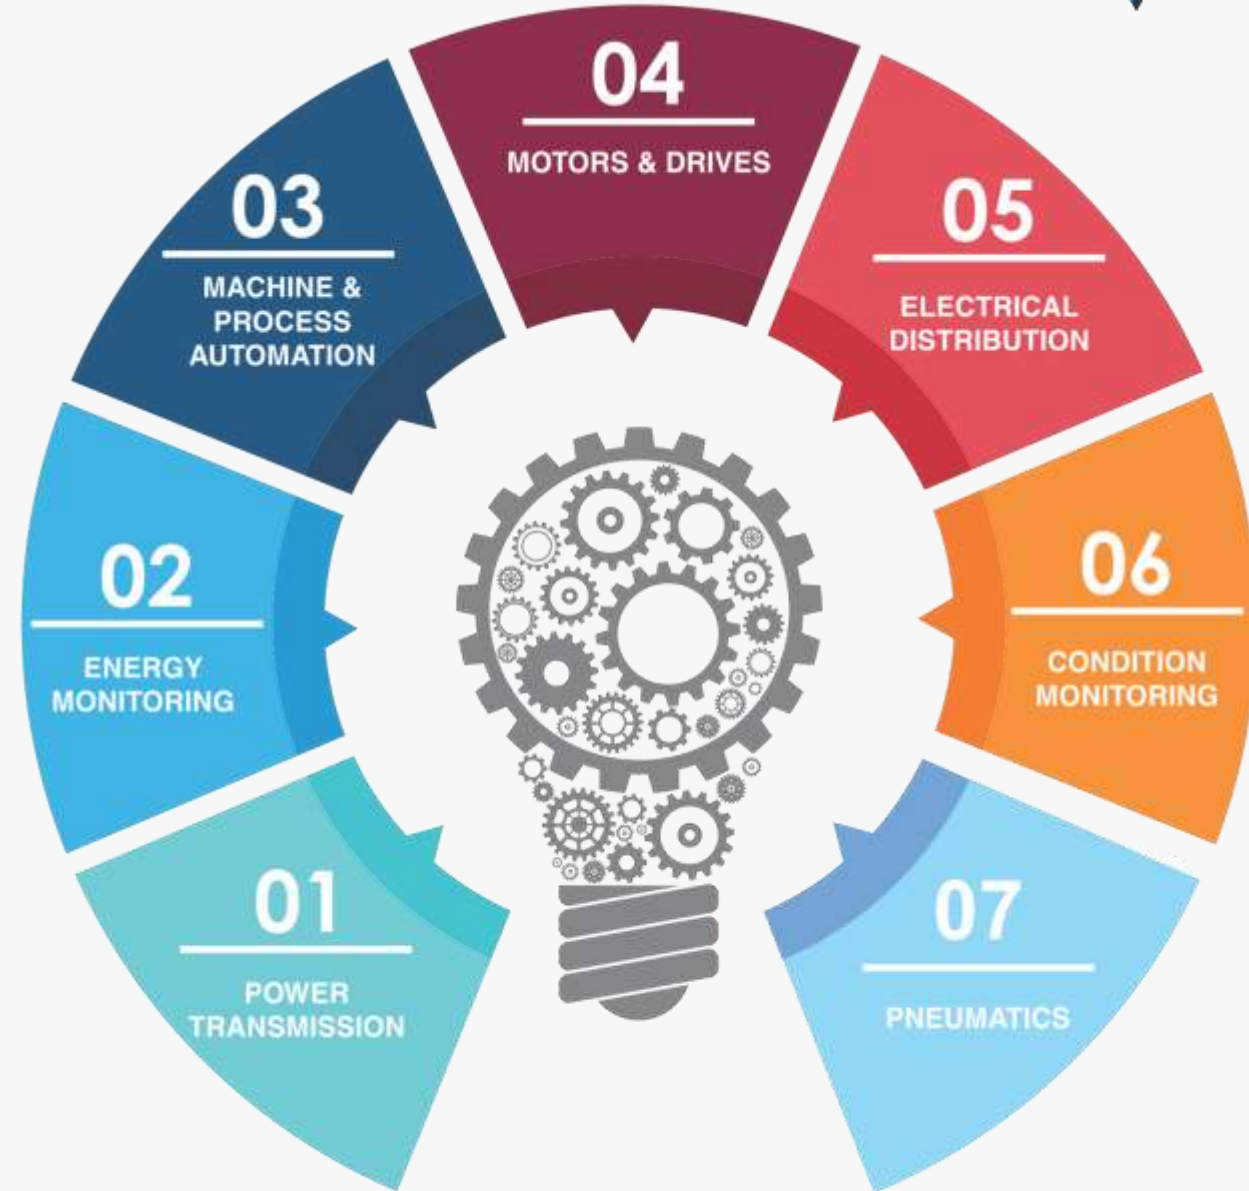 01
POWER
TRANSMISSION
02
ENERGY
MONITORING
03
MACHINE &
PROCESS
AUTOMATION
04
MOTORS & DRIVES
05
ELECTRICAL
DISTRIBUTION
06
CONDITION
MONITORING
07
PNEUMATICS